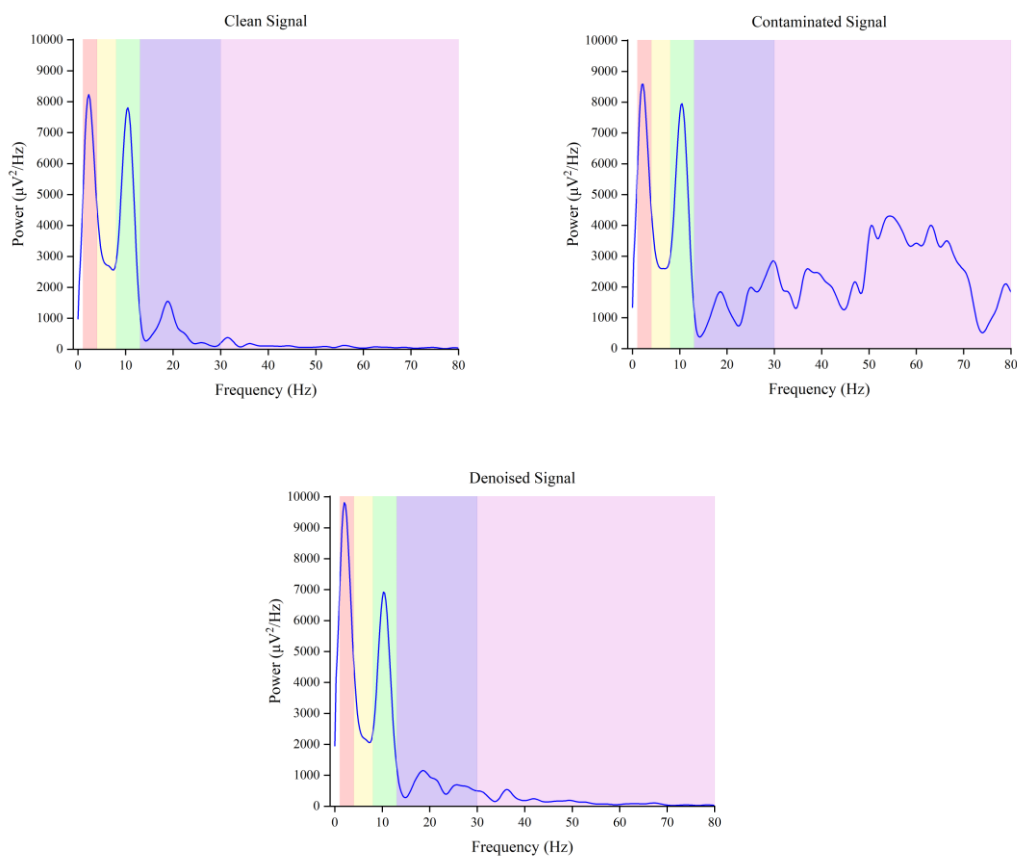 Clean Signal
10000
9000
8000
7000
6000
5000
4000
3000
2000
1000
0
Power (µV²/Hz)
0 10 20 30 40 50 60 70 80
Frequency (Hz)
Contaminated Signal
10000
9000
8000
7000
6000
5000
4000
3000
2000
1000
0
Power (µV²/Hz)
0 10 20 30 40 50 60 70 80
Frequency (Hz)
Denoised Signal
10000
9000
8000
7000
6000
5000
4000
3000
2000
1000
0
Power (µV²/Hz)
0 10 20 30 40 50 60 70 80
Frequency (Hz)